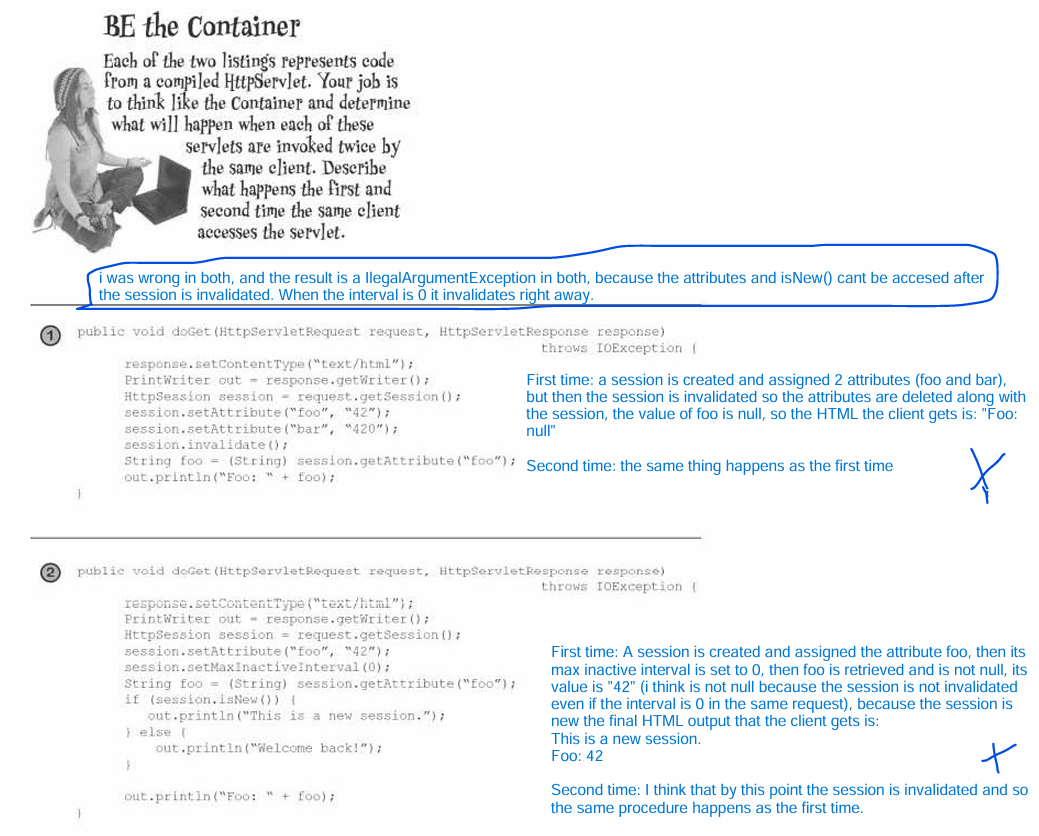 BE the Container
Each of the two listings represents code
from a compiled HttpServlet. Your job is
to think like the Container and determine
what will happen when each of these
servlets are invoked twice by
the same client. Describe
what happens the first and
second time the same client
accesses the servlet.
i was wrong in both, and the result is a IlegalArgumentException in both, because the attributes and isNew() cant be accesed after
the session is invalidated. When the interval is 0 it invalidates right away.
1
public void doGet(HttpServletRequest request, HttpServletResponse response)
throws IOException {
response.setContentType(“text/html”);
PrintWriter out = response.getWriter();
HttpSession session = request.getSession();
session.setAttribute(“foo”, “42”);
session.setAttribute(“bar”, “420”);
session.invalidate();
String foo = (String) session.getAttribute(“foo”);
out.println(“Foo: “ + foo);
}
First time: a session is created and assigned 2 attributes (foo and bar),
but then the session is invalidated so the attributes are deleted along with
the session, the value of foo is null, so the HTML the client gets is: "Foo:
null"
Second time: the same thing happens as the first time
2
public void doGet(HttpServletRequest request, HttpServletResponse response)
throws IOException {
response.setContentType(“text/html”);
PrintWriter out = response.getWriter();
HttpSession session = request.getSession();
session.setAttribute(“foo”, “42”);
session.setMaxInactiveInterval(0);
String foo = (String) session.getAttribute(“foo”);
if (session.isNew()) {
out.println(“This is a new session.”);
} else {
out.println(“Welcome back!”);
}
out.println(“Foo: “ + foo);
}
First time: A session is created and assigned the attribute foo, then its
max inactive interval is set to 0, then foo is retrieved and is not null, its
value is "42" (i think is not null because the session is not invalidated
even if the interval is 0 in the same request), because the session is
new the final HTML output that the client gets is:
This is a new session.
Foo: 42
Second time: I think that by this point the session is invalidated and so
the same procedure happens as the first time.